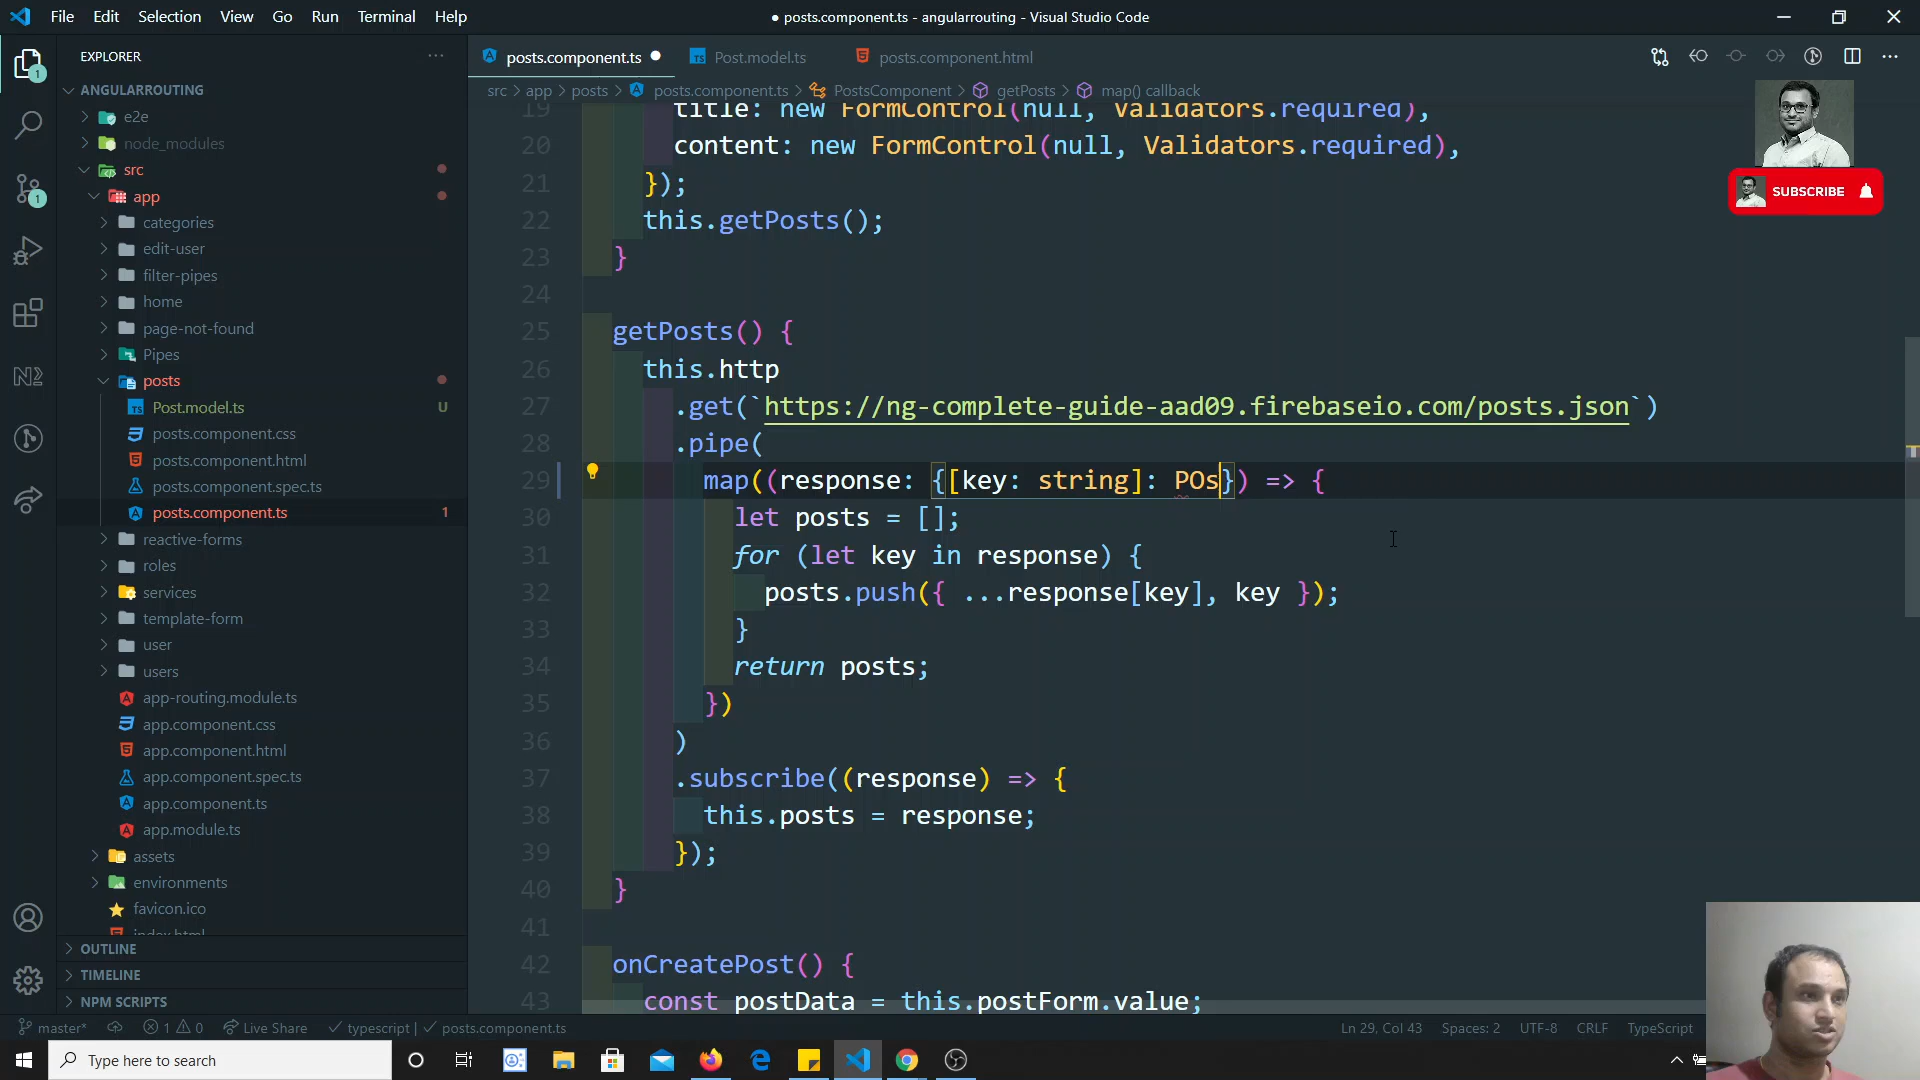 File Edit Selection View Go Run Terminal Help
● posts.component.ts - angularrouting - Visual Studio Code
EXPLORER
ANGULARROUTING
e2e
node_modules
src
app
categories
edit-user
filter-pipes
home
page-not-found
Pipes
posts
Post.model.ts U
posts.component.css
posts.component.html
posts.component.spec.ts
posts.component.ts 1
reactive-forms
roles
services
template-form
user
users
app-routing.module.ts
app.component.css
app.component.html
app.component.spec.ts
app.component.ts
app.module.ts
assets
environments
favicon.ico
index.html
OUTLINE
TIMELINE
NPM SCRIPTS
posts.component.ts ● Post.model.ts posts.component.html
src > app > posts > posts.component.ts > PostsComponent > getPosts > map() callback
19 title: new FormControl(null, Validators.required),
20 content: new FormControl(null, Validators.required),
21 });
22 this.getPosts();
23 }
24
25 getPosts() {
26 this.http
27 .get(`https://ng-complete-guide-aad09.firebaseio.com/posts.json`)
28 .pipe(
29 map((response: {[key: string]: POs}) => {
30 let posts = [];
31 for (let key in response) {
32 posts.push({ ...response[key], key });
33 }
34 return posts;
35 })
36 )
37 .subscribe((response) => {
38 this.posts = response;
39 });
40 }
41
42 onCreatePost() {
43 const postData = this.postForm.value;
SUBSCRIBE
1
1
master* 1 0 Live Share typescript | posts.component.ts
Ln 29, Col 43 Spaces: 2 UTF-8 CRLF TypeScript
Type here to search